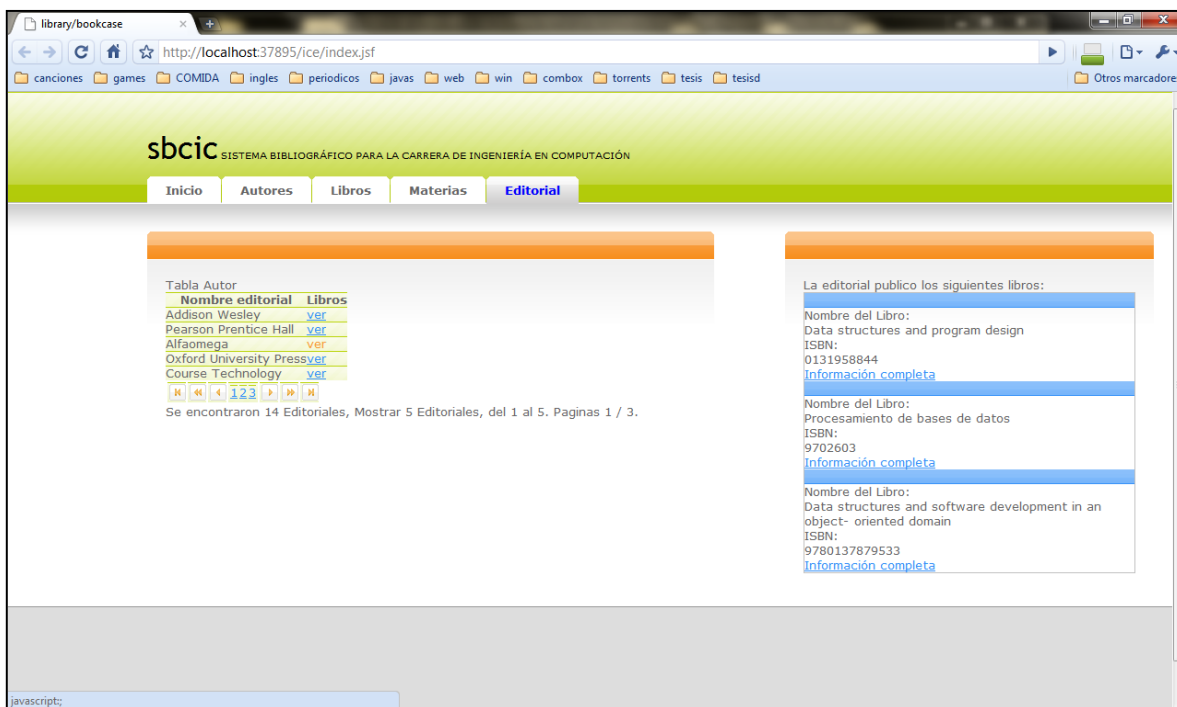 library/bookcase
http://localhost:37895/ice/index.jsf
canciones games COMIDA ingles periodicos javas web win combox torrents tesis tesisd Otros marcadore
sbcic SISTEMA BIBLIOGRÁFICO PARA LA CARRERA DE INGENIERÍA EN COMPUTACIÓN
Inicio Autores Libros Materias Editorial
Tabla Autor
Nombre editorial Libros
Addison Wesley ver
Pearson Prentice Hall ver
Alfaomega ver
Oxford University Press ver
Course Technology ver
1 2 3
Se encontraron 14 Editoriales, Mostrar 5 Editoriales, del 1 al 5. Paginas 1 / 3.
La editorial publico los siguientes libros:
Nombre del Libro:
Data structures and program design
ISBN:
0131958844
Información completa
Nombre del Libro:
Procesamiento de bases de datos
ISBN:
9702603
Información completa
Nombre del Libro:
Data structures and software development in an
object- oriented domain
ISBN:
9780137879533
Información completa
javascript:;